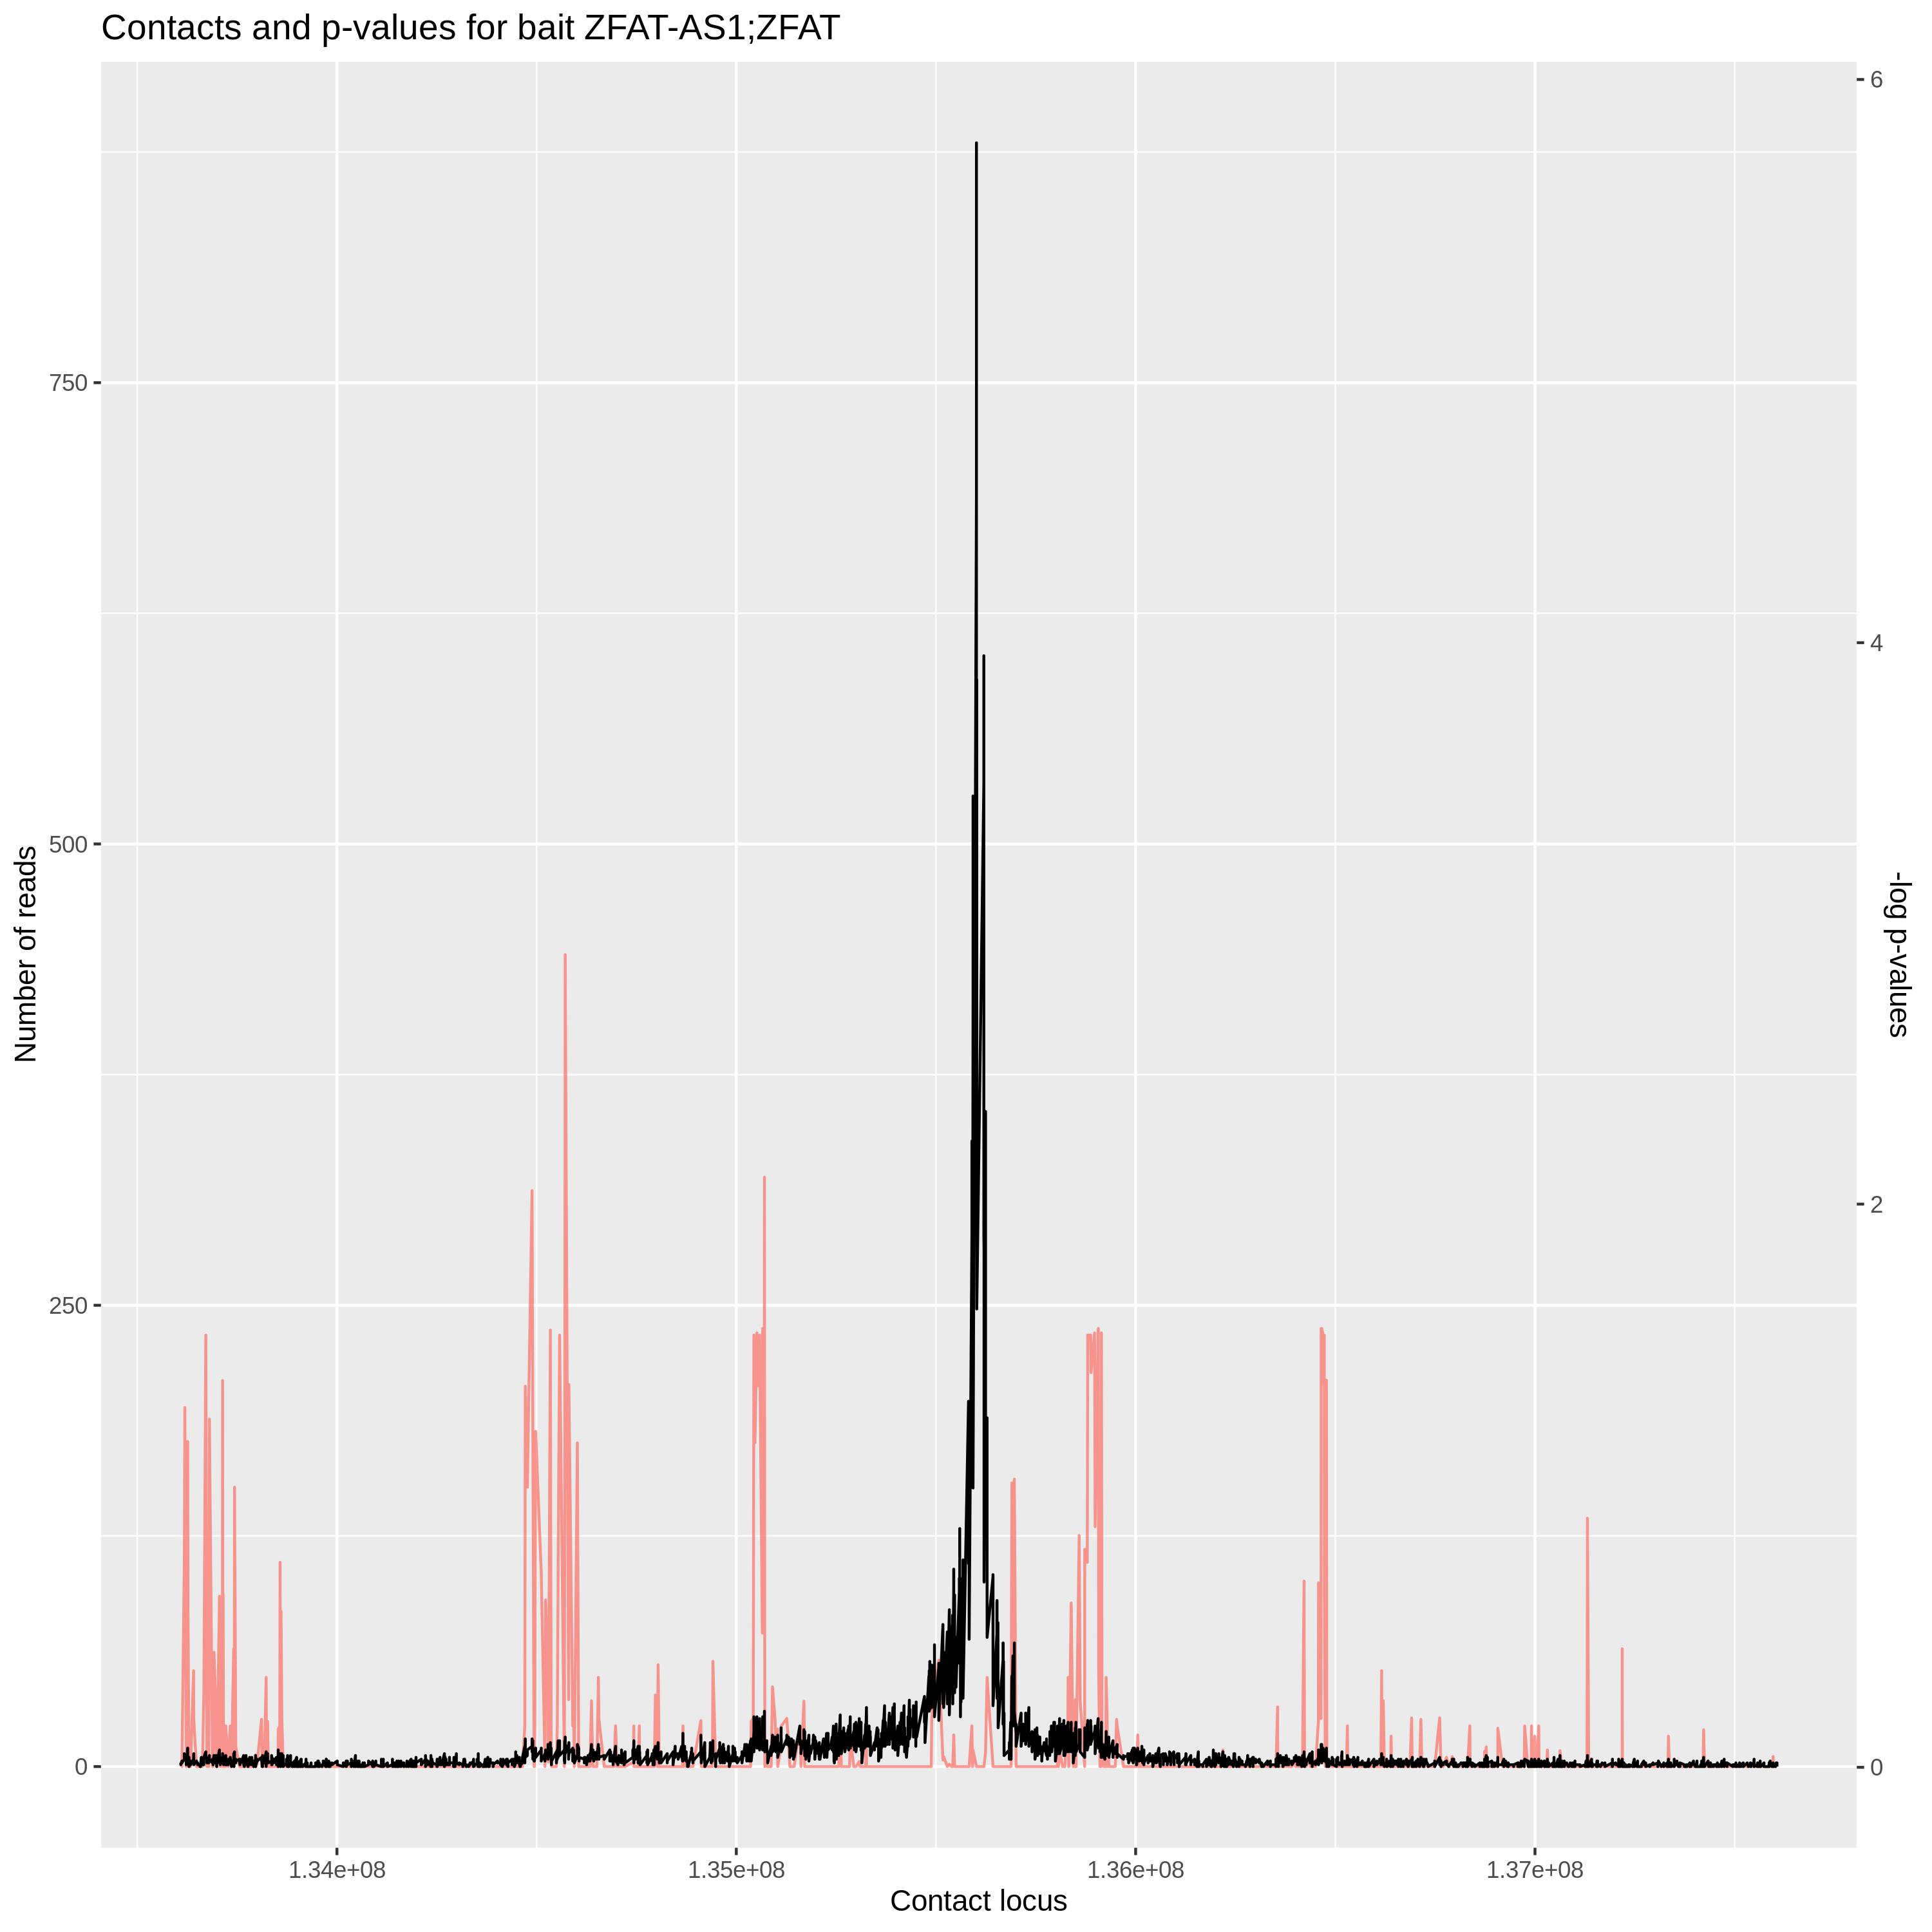 Contacts and p-values for bait ZFAT-AS1;ZFAT
6
750
4
Number of reads
500
-log p-values
2
250
0
0
1.34e+08
1.35e+08
1.36e+08
1.37e+08
Contact locus